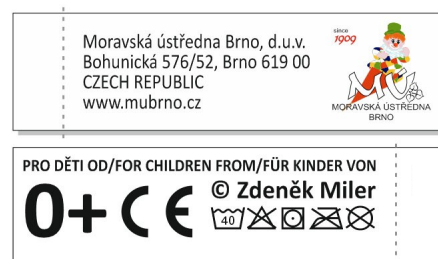 Moravská ústředna Brno, d.u.v.
Bohunická 576/52, Brno 619 00
CZECH REPUBLIC
www.mubrno.cz
since
1909
MÚ
MORAVSKÁ ÚSTŘEDNA
BRNO
PRO DĚTI OD/FOR CHILDREN FROM/FÜR KINDER VON
0+ CE
© Zdeněk Miler
40